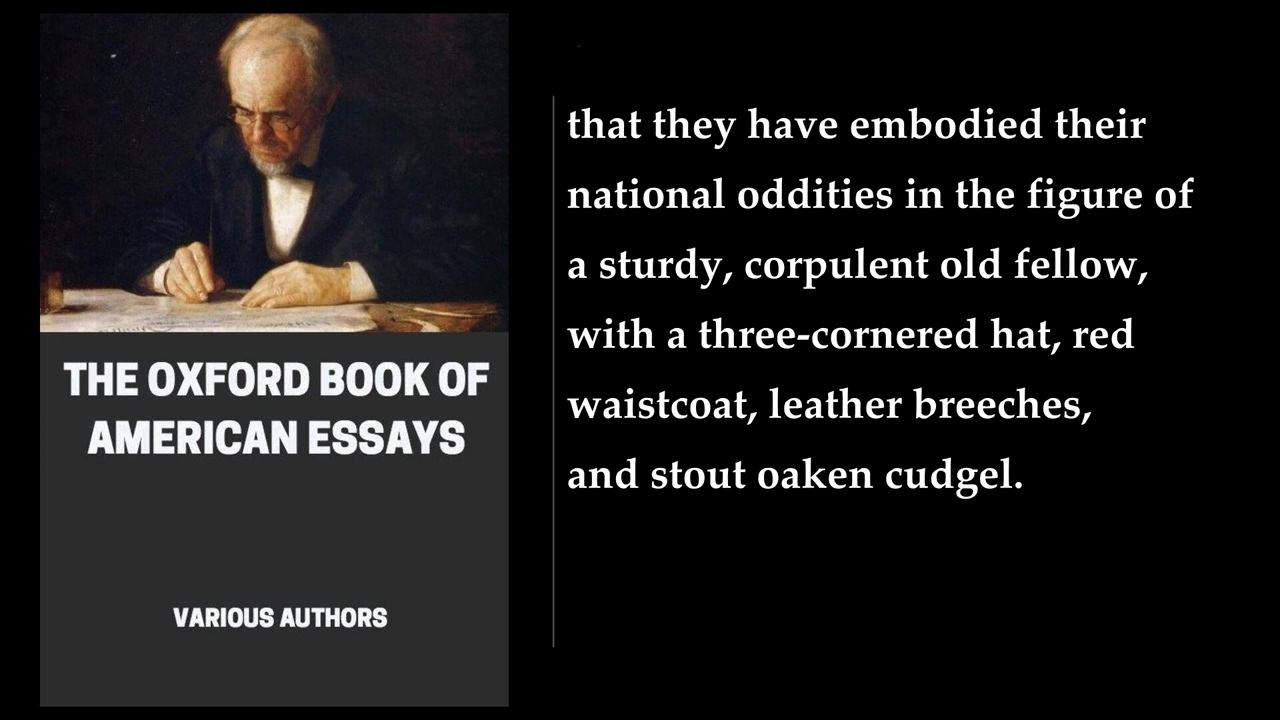 THE OXFORD BOOK OF
AMERICAN ESSAYS
VARIOUS AUTHORS
that they have embodied their
national oddities in the figure of
a sturdy, corpulent old fellow,
with a three-cornered hat, red
waistcoat, leather breeches,
and stout oaken cudgel.